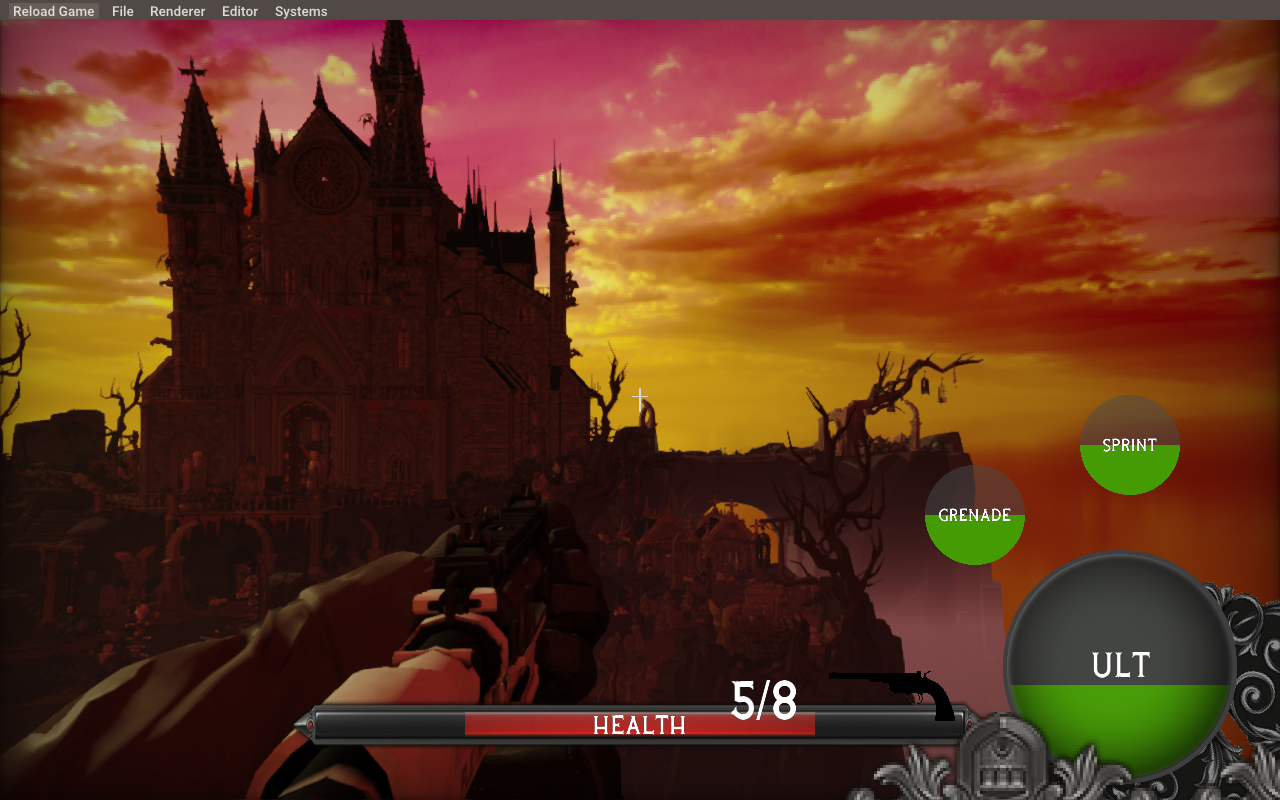 Reload Game File Renderer Editor Systems
SPRINT
GRENADE
ULT
5/8
HEALTH